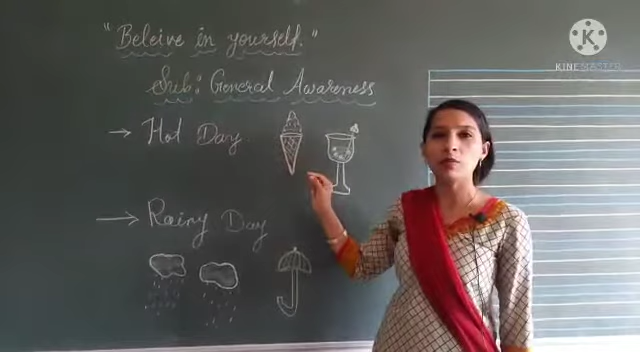 "Beleive in yourself."
Sub: General Awareness
→ Hot Day.
→ Rainy Day
KINEMASTER